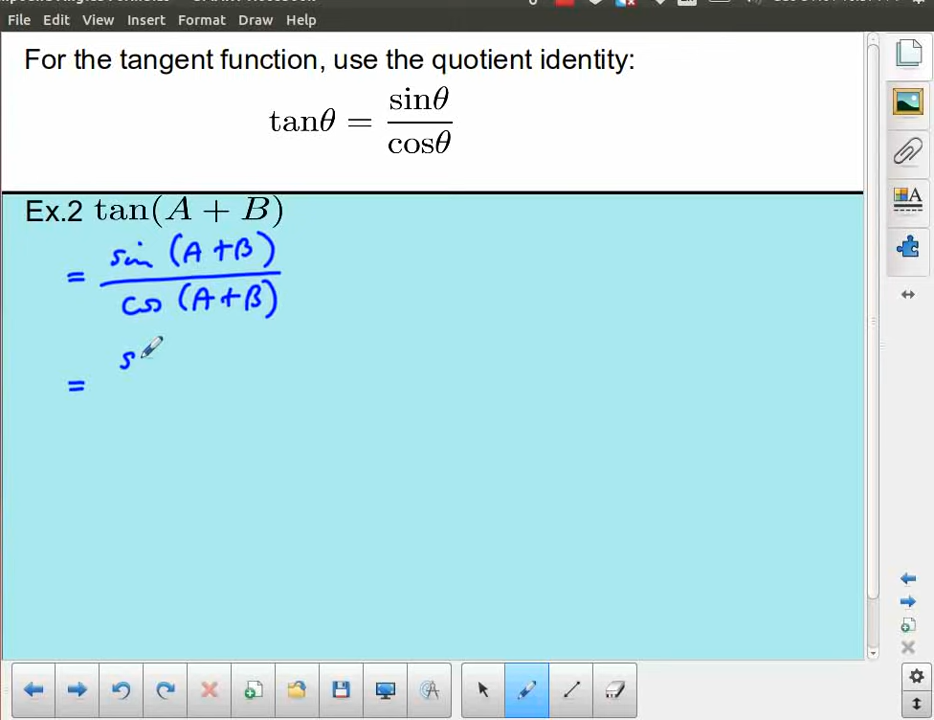 File Edit View Insert Format Draw Help
For the tangent function, use the quotient identity:
tanθ = sinθ
cosθ
Ex.2 tan(A + B)
= sin (A+B)
cos (A+B)
= s